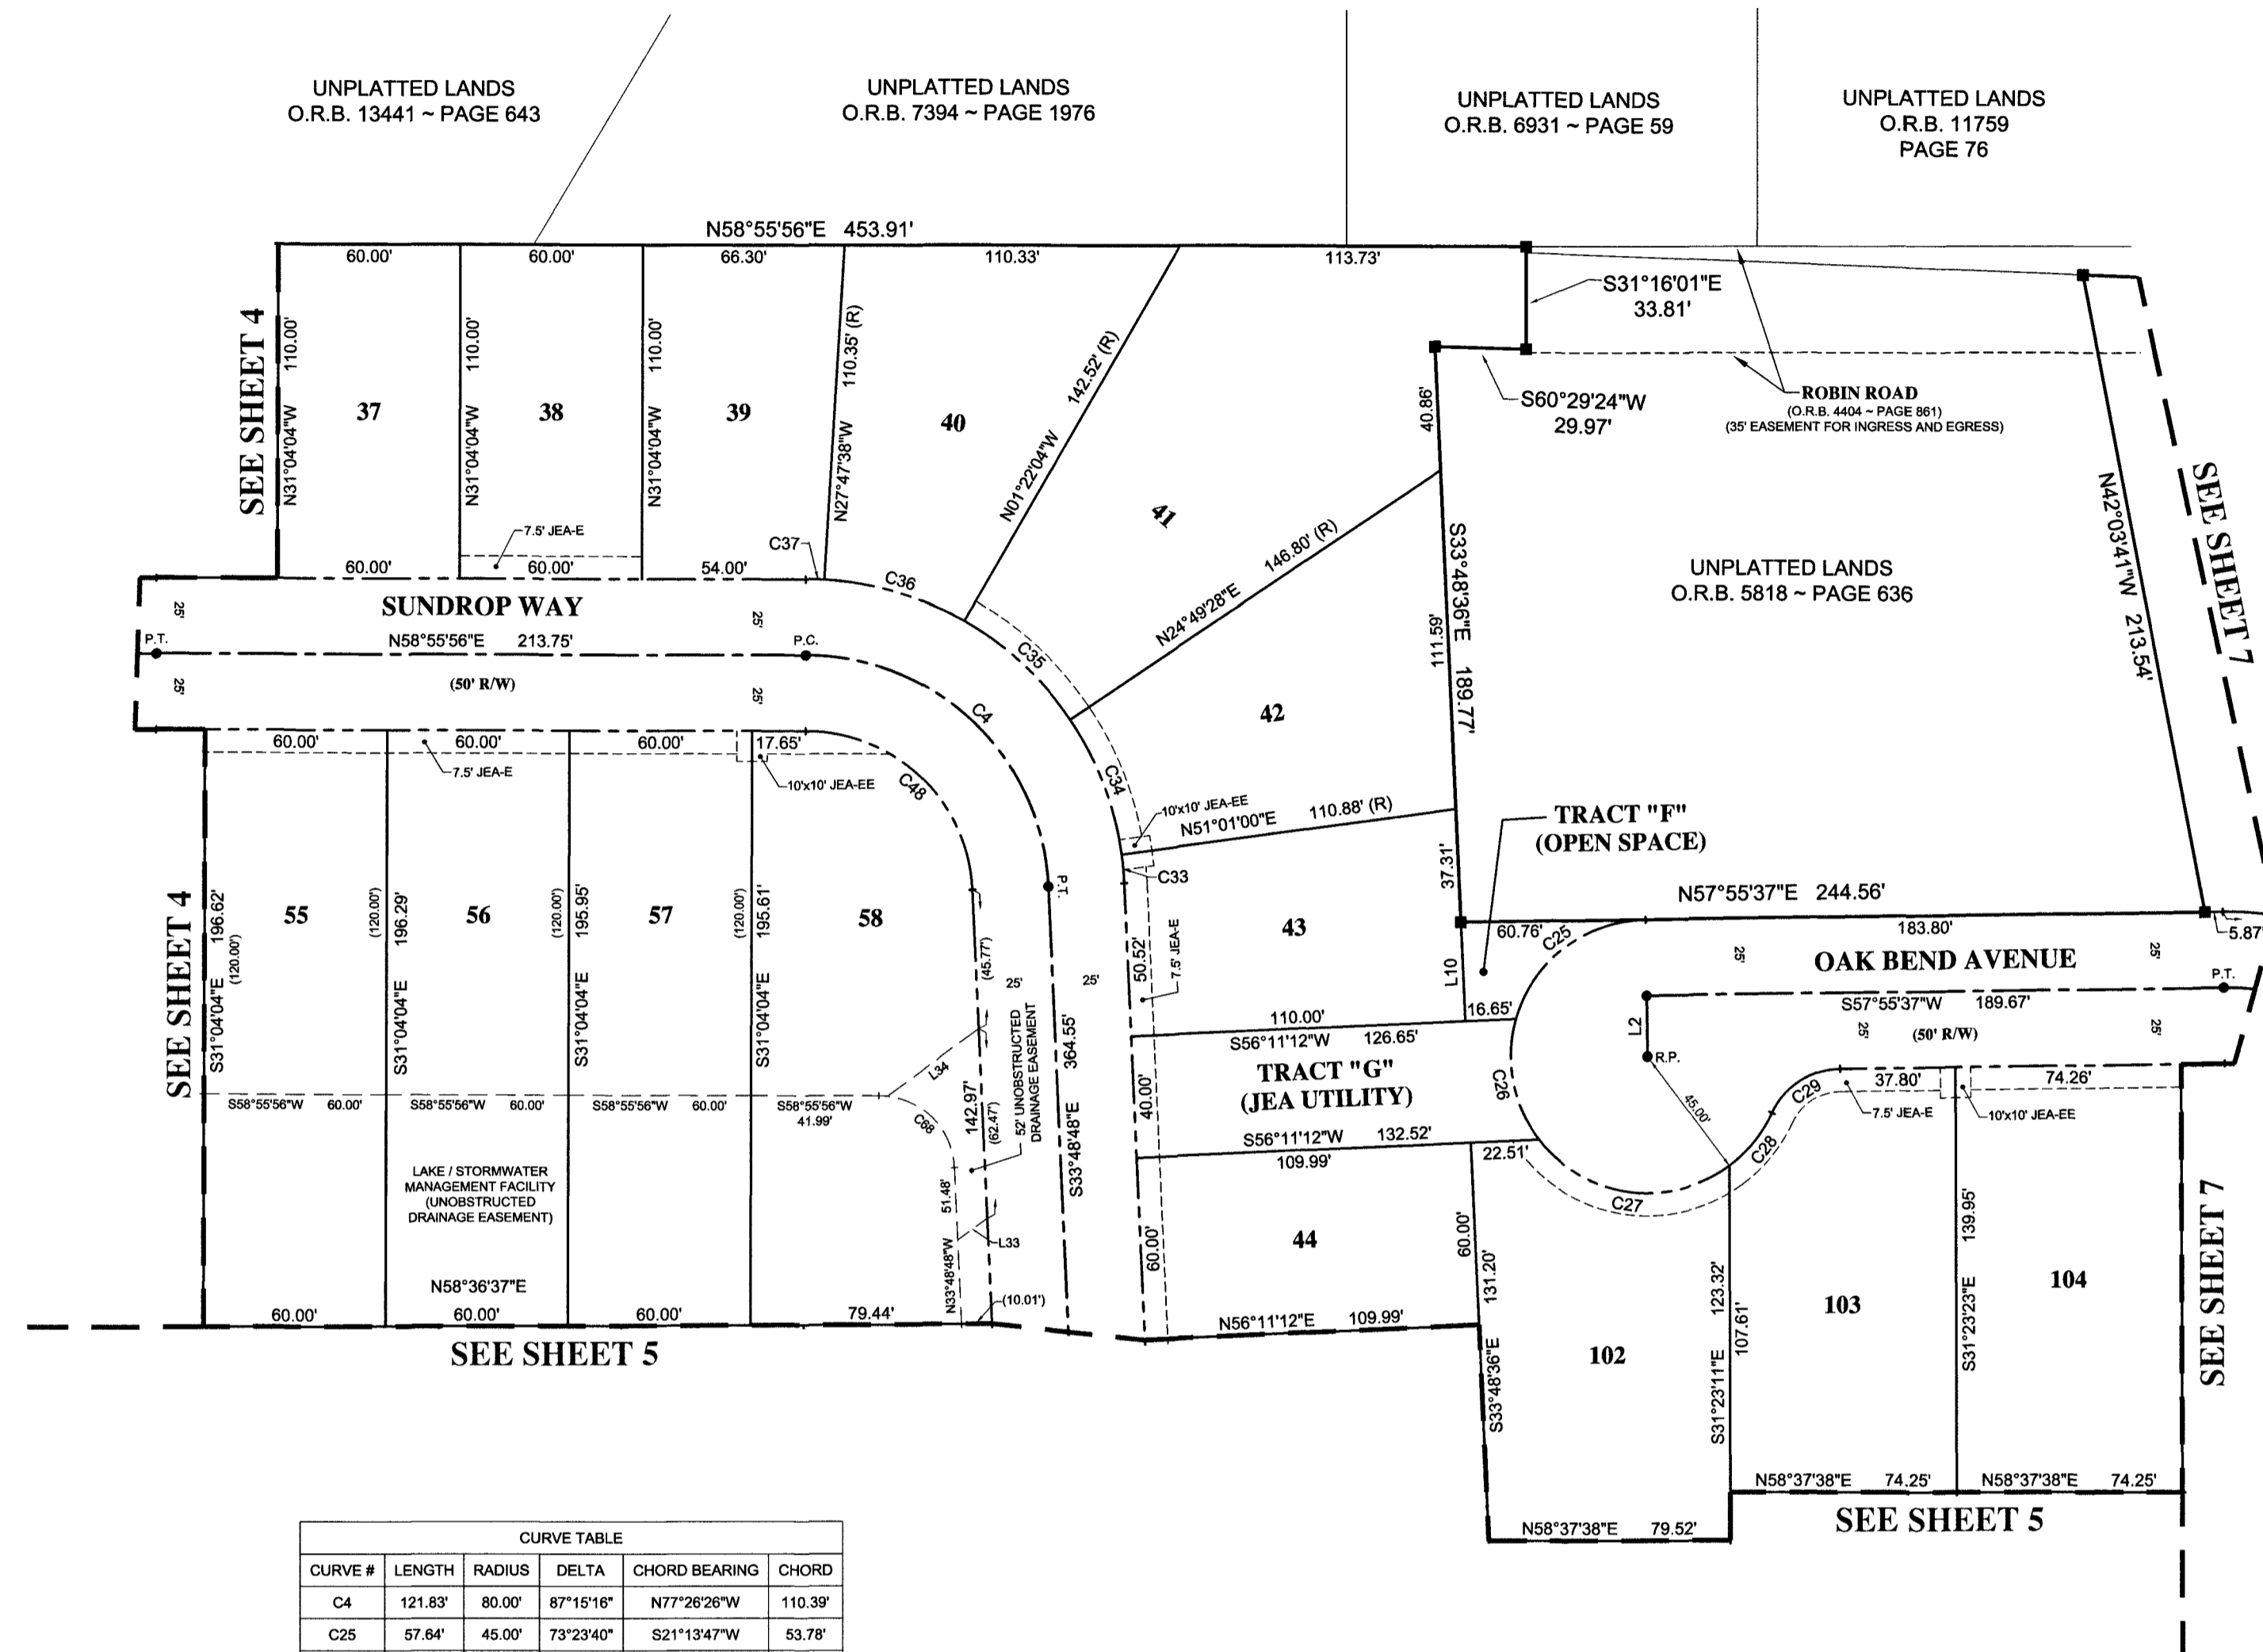 UNPLATTED LANDS
O.R.B. 13441 ~ PAGE 643
UNPLATTED LANDS
O.R.B. 7394 ~ PAGE 1976
UNPLATTED LANDS
O.R.B. 6931 ~ PAGE 59
UNPLATTED LANDS
O.R.B. 11759
PAGE 76
N58°55'56"E 453.91'
60.00'
60.00'
66.30'
110.33'
113.73'
S31°16'01"E
33.81'
S60°29'24"W
29.97'
ROBIN ROAD
(O.R.B. 4404 ~ PAGE 861)
(35' EASEMENT FOR INGRESS AND EGRESS)
SEE SHEET 4
N31°04'04"W 110.00'
37
N31°04'04"W 110.00'
38
N31°04'04"W 110.00'
39
N27°47'38"W 110.35' (R)
40
N01°22'04"W 142.52' (R)
41
40.86'
N24°49'28"E 146.80' (R)
S33°48'36"E 189.77'
111.59'
UNPLATTED LANDS
O.R.B. 5818 ~ PAGE 636
N42°03'41"W 213.54'
SEE SHEET 7
7.5' JEA-E
C37
60.00'
60.00'
54.00'
C36
SUNDROP WAY
25'
25'
P.T.
N58°55'56"E 213.75'
P.C.
C35
25'
(50' R/W)
25'
C4
42
C34
60.00'
60.00'
60.00'
17.65'
7.5' JEA-E
10'x10' JEA-EE
C48
10'x10' JEA-EE
N51°01'00"E 110.88' (R)
TRACT "F"
(OPEN SPACE)
37.31'
C33
P.T.
SEE SHEET 4
S31°04'04"E 196.62'
(120.00')
55
(120.00')
S31°04'04"E 196.29'
56
(120.00')
S31°04'04"E 195.95'
57
(120.00')
S31°04'04"E 195.61'
58
(45.77')
25'
25'
50.52'
7.5' JEA-E
43
L10
60.76'
C25
N57°55'37"E 244.56'
183.80'
5.87'
25'
OAK BEND AVENUE
25'
P.T.
S57°55'37"W 189.67'
(50' R/W)
25'
25'
L2
R.P.
45.00'
110.00'
16.65'
S56°11'12"W 126.65'
TRACT "G"
(JEA UTILITY)
C26
40.00'
S56°11'12"W 132.52'
109.99'
22.51'
C27
C28
C29
37.80'
74.26'
7.5' JEA-E
10'x10' JEA-EE
L34
52' UNOBSTRUCTED
DRAINAGE EASEMENT
S33°48'48"E 364.55'
142.97'
(62.47')
S58°55'56"W 60.00'
S58°55'56"W 60.00'
S58°55'56"W 60.00'
S58°55'56"W
41.99'
C68
LAKE / STORMWATER
MANAGEMENT FACILITY
(UNOBSTRUCTED
DRAINAGE EASEMENT)
N33°48'48"W 51.48'
L33
(10.01')
N58°36'37"E
60.00'
60.00'
60.00'
79.44'
SEE SHEET 5
60.00'
44
60.00'
N56°11'12"E 109.99'
S33°48'36"E 131.20'
102
S31°23'11"E 123.32'
107.61'
103
S31°23'23"E 139.95'
104
SEE SHEET 7
N58°37'38"E 74.25'
N58°37'38"E 74.25'
N58°37'38"E 79.52'
SEE SHEET 5
CURVE TABLE
CURVE # LENGTH RADIUS DELTA CHORD BEARING CHORD
C4 121.83' 80.00' 87°15'16" N77°26'26"W 110.39'
C25 57.64' 45.00' 73°23'40" S21°13'47"W 53.78'